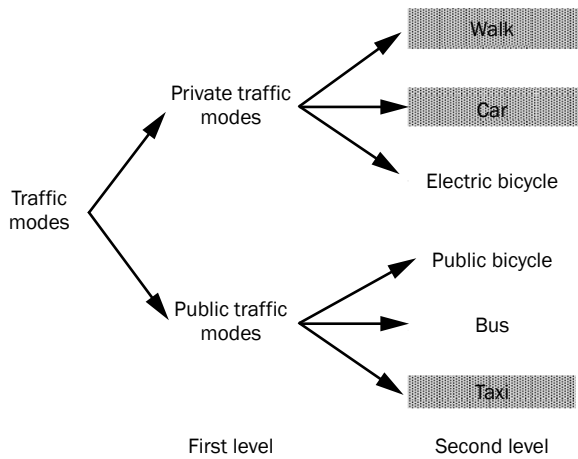 Walk
Private traffic
modes
Car
Electric bicycle
Traffic
modes
Public bicycle
Public traffic
modes
Bus
Taxi
First level
Second level